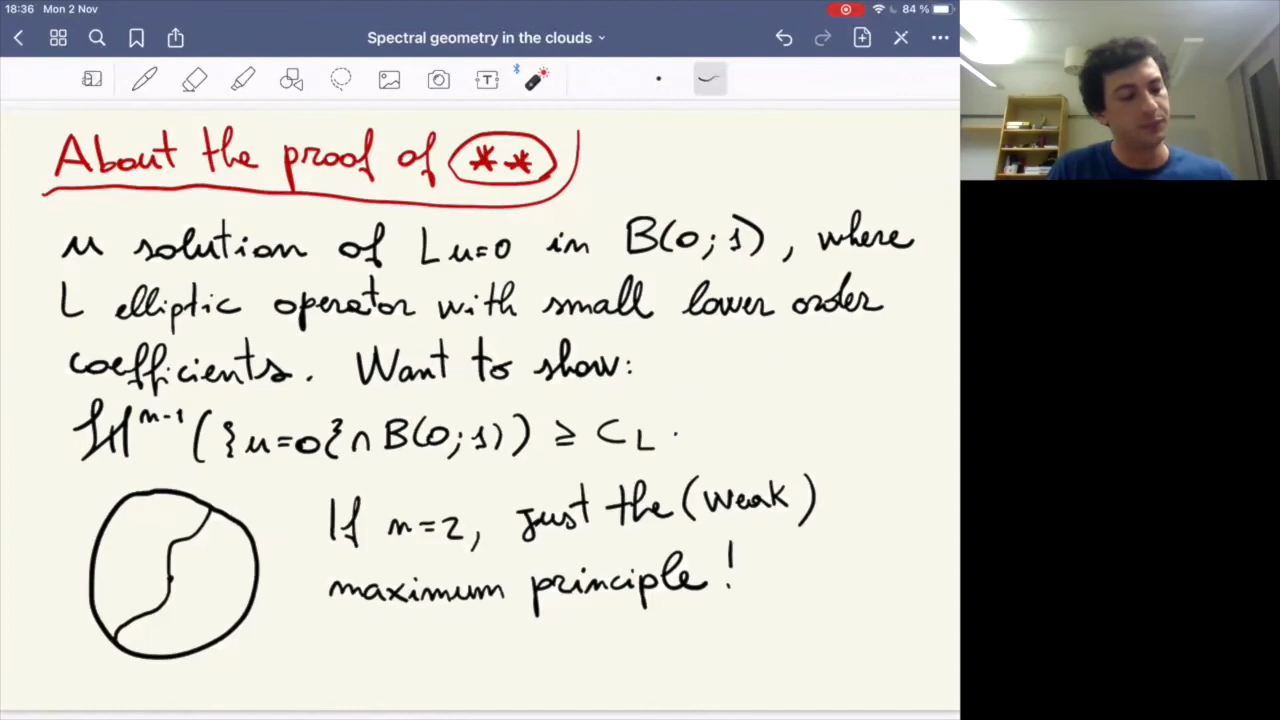 18:36 Mon 2 Nov
84 %
Spectral geometry in the clouds
About the proof of (**)
u solution of Lu=0 in B(0;1), where
L elliptic operator with small lower order
coefficients. Want to show:
H^{n-1}({u=0}∩B(0;1)) ≥ C_L.
If n=2, just the (weak)
maximum principle!